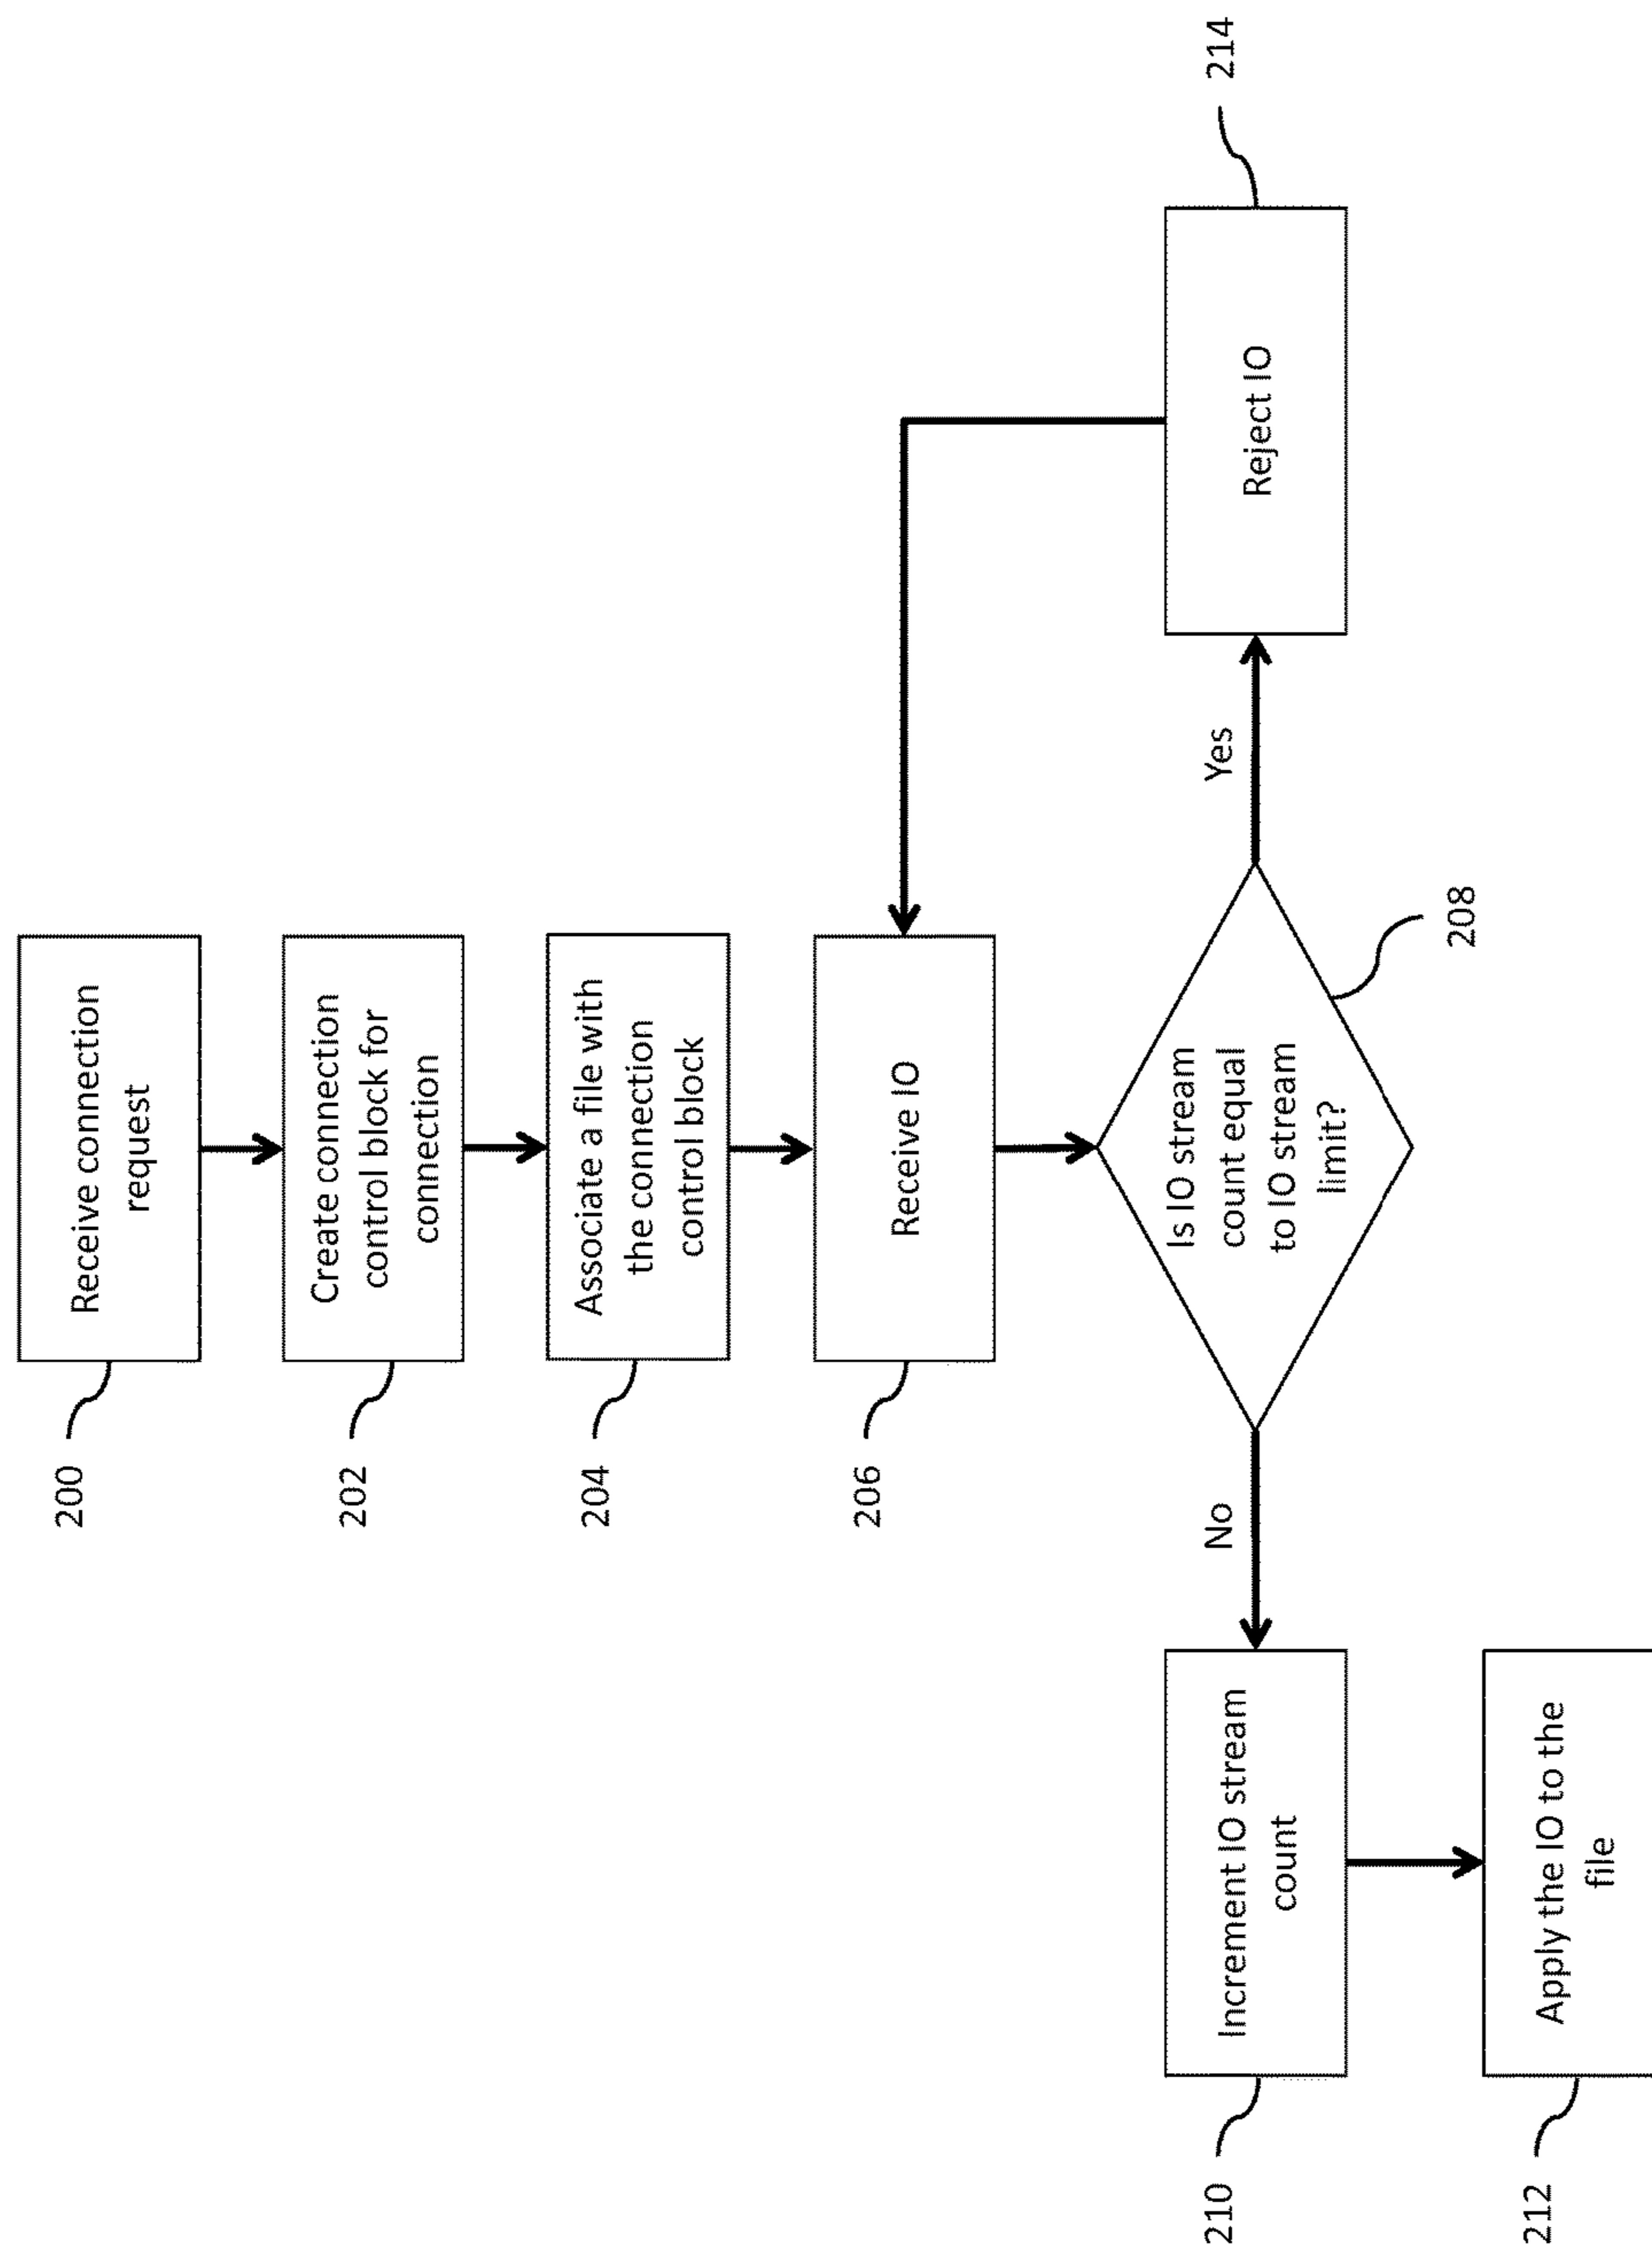 200
Receive connection
request
202
Create connection
control block for
connection
204
Associate a file with
the connection
control block
206
Receive IO
208
Is IO stream
count equal
to IO stream
limit?
No
Yes
210
Increment IO stream
count
214
Reject IO
212
Apply the IO to the
file